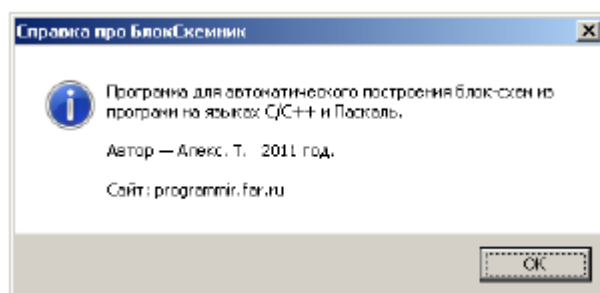 Справка про БлокСхемник
Программа для автоматического построения блок-схем из
програм на языках C/C++ и Паскаль.
Автор — Алекс. Т. 2011 год.
Сайт: programmir.far.ru
OK